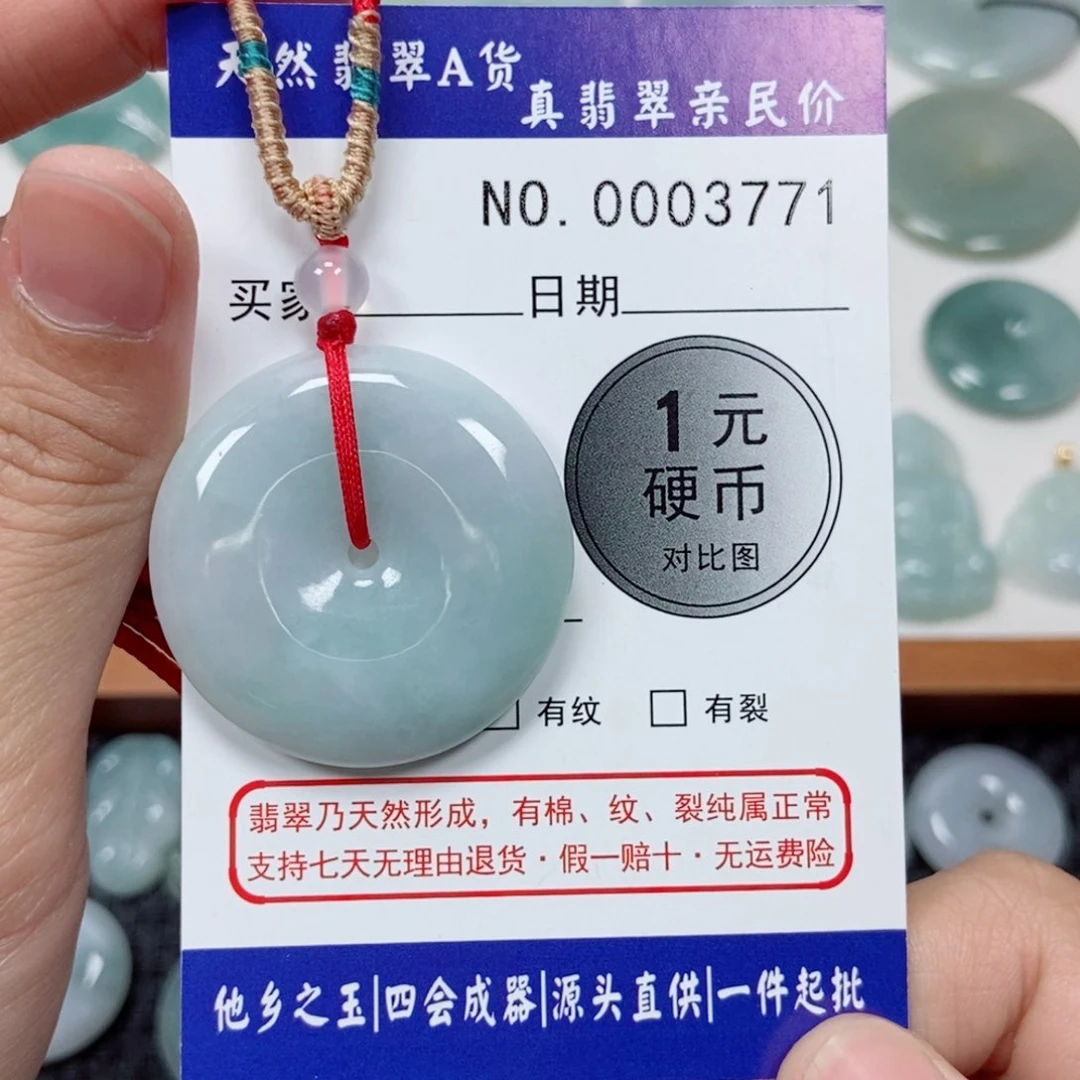 天然翡翠A货
真翡翠亲民价
NO. 0003771
买家 日期
1元
硬币
对比图
有纹 有裂
翡翠乃天然形成，有棉、纹、裂纯属正常
支持七天无理由退货·假一赔十·无运费险
他乡之玉|四会成器|源头直供|一件起批